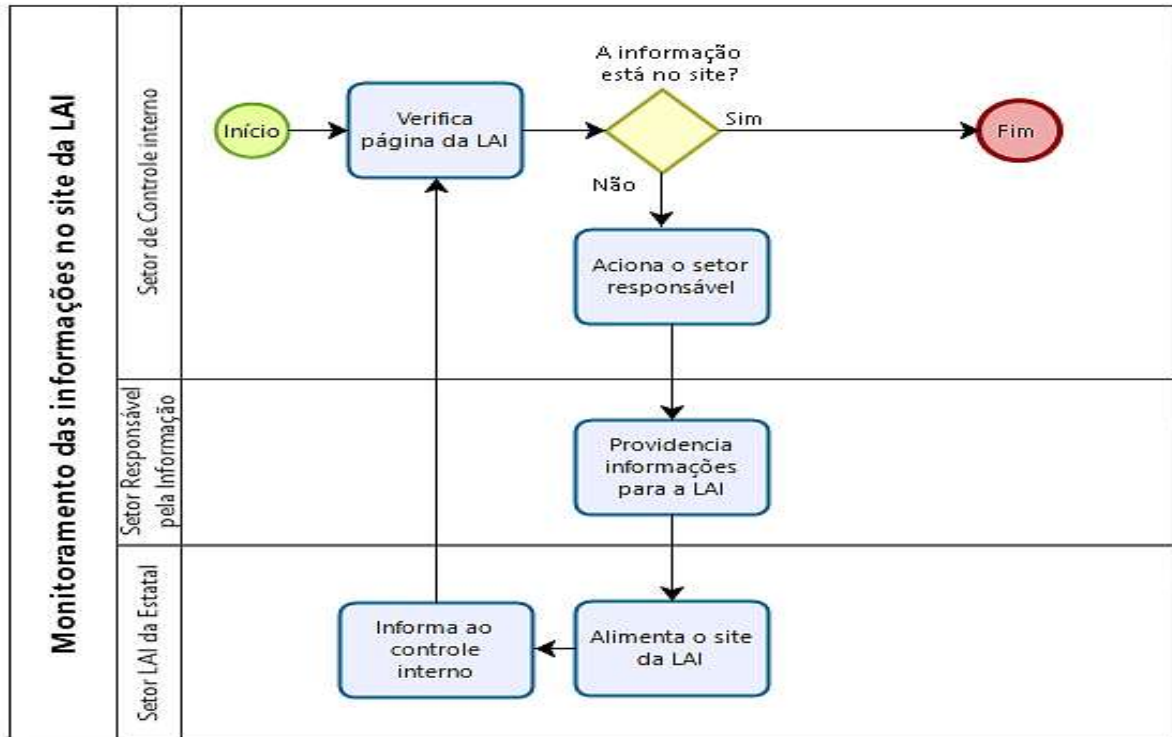 Monitoramento das informações no site da LAI
Setor de Controle interno
Início
Verifica
página da LAI
A informação
está no site?
Sim
Fim
Não
Aciona o setor
responsável
Setor Responsável
pela Informação
Providencia
informações
para a LAI
Setor LAI da Estatal
Informa ao
controle
interno
Alimenta o site
da LAI